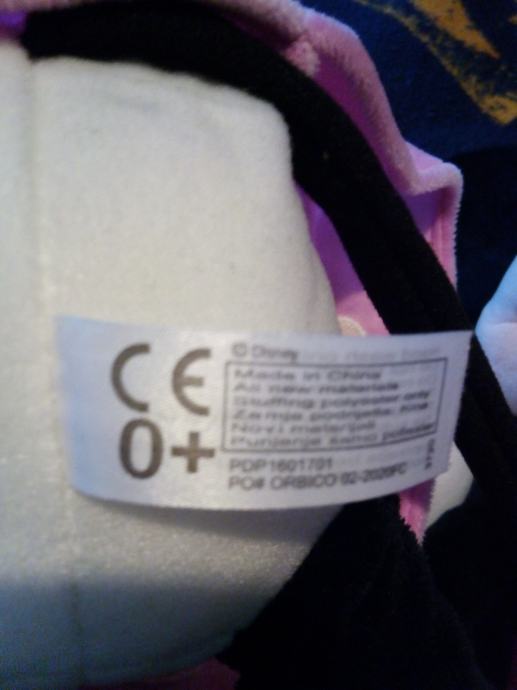 CE
0+
© Disney
Made in China
All new materials
Stuffing polyester only
Zemlja podrijetla: Kina
Novi materijali
Punjenje samo poliester
PDP1601701
PO# ORBICO 02-2020FC